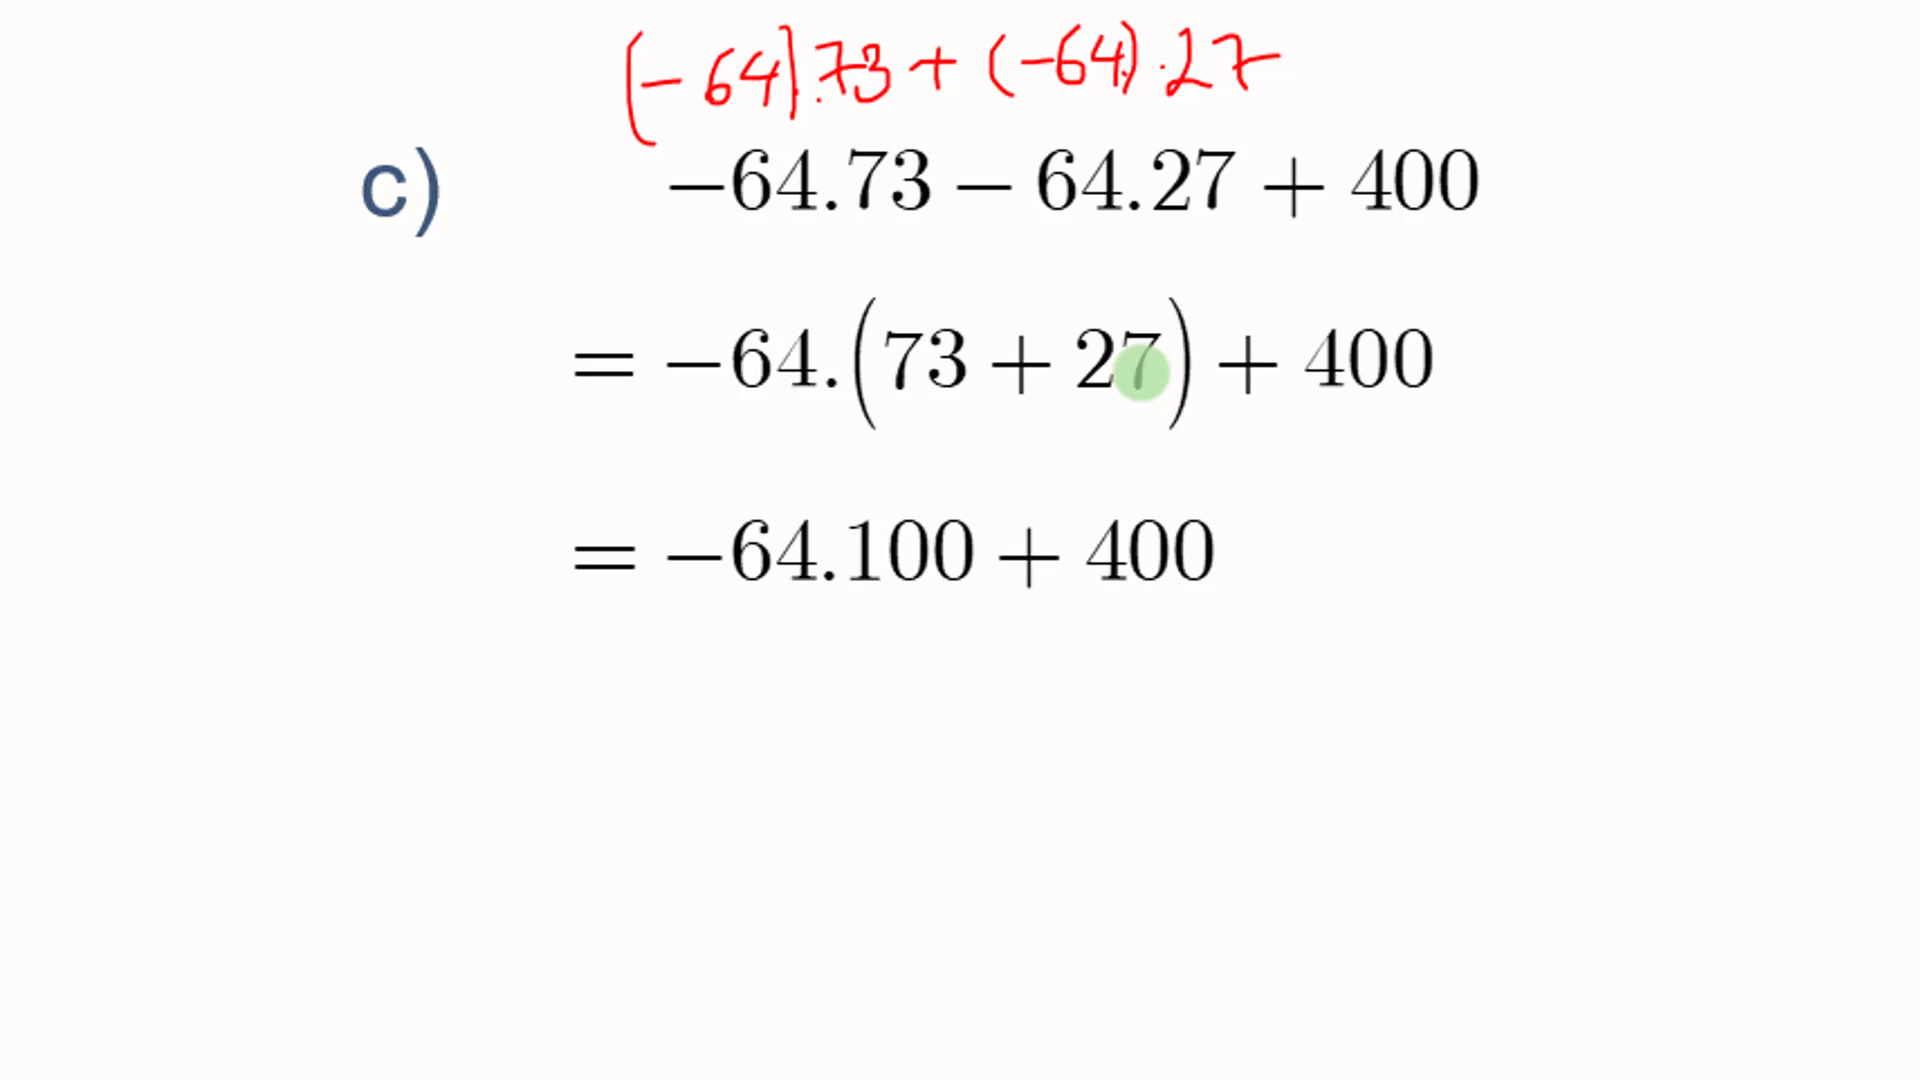 (-64).73 + (-64).27
c) −64.73 − 64.27 + 400
= −64.(73 + 27) + 400
= −64.100 + 400